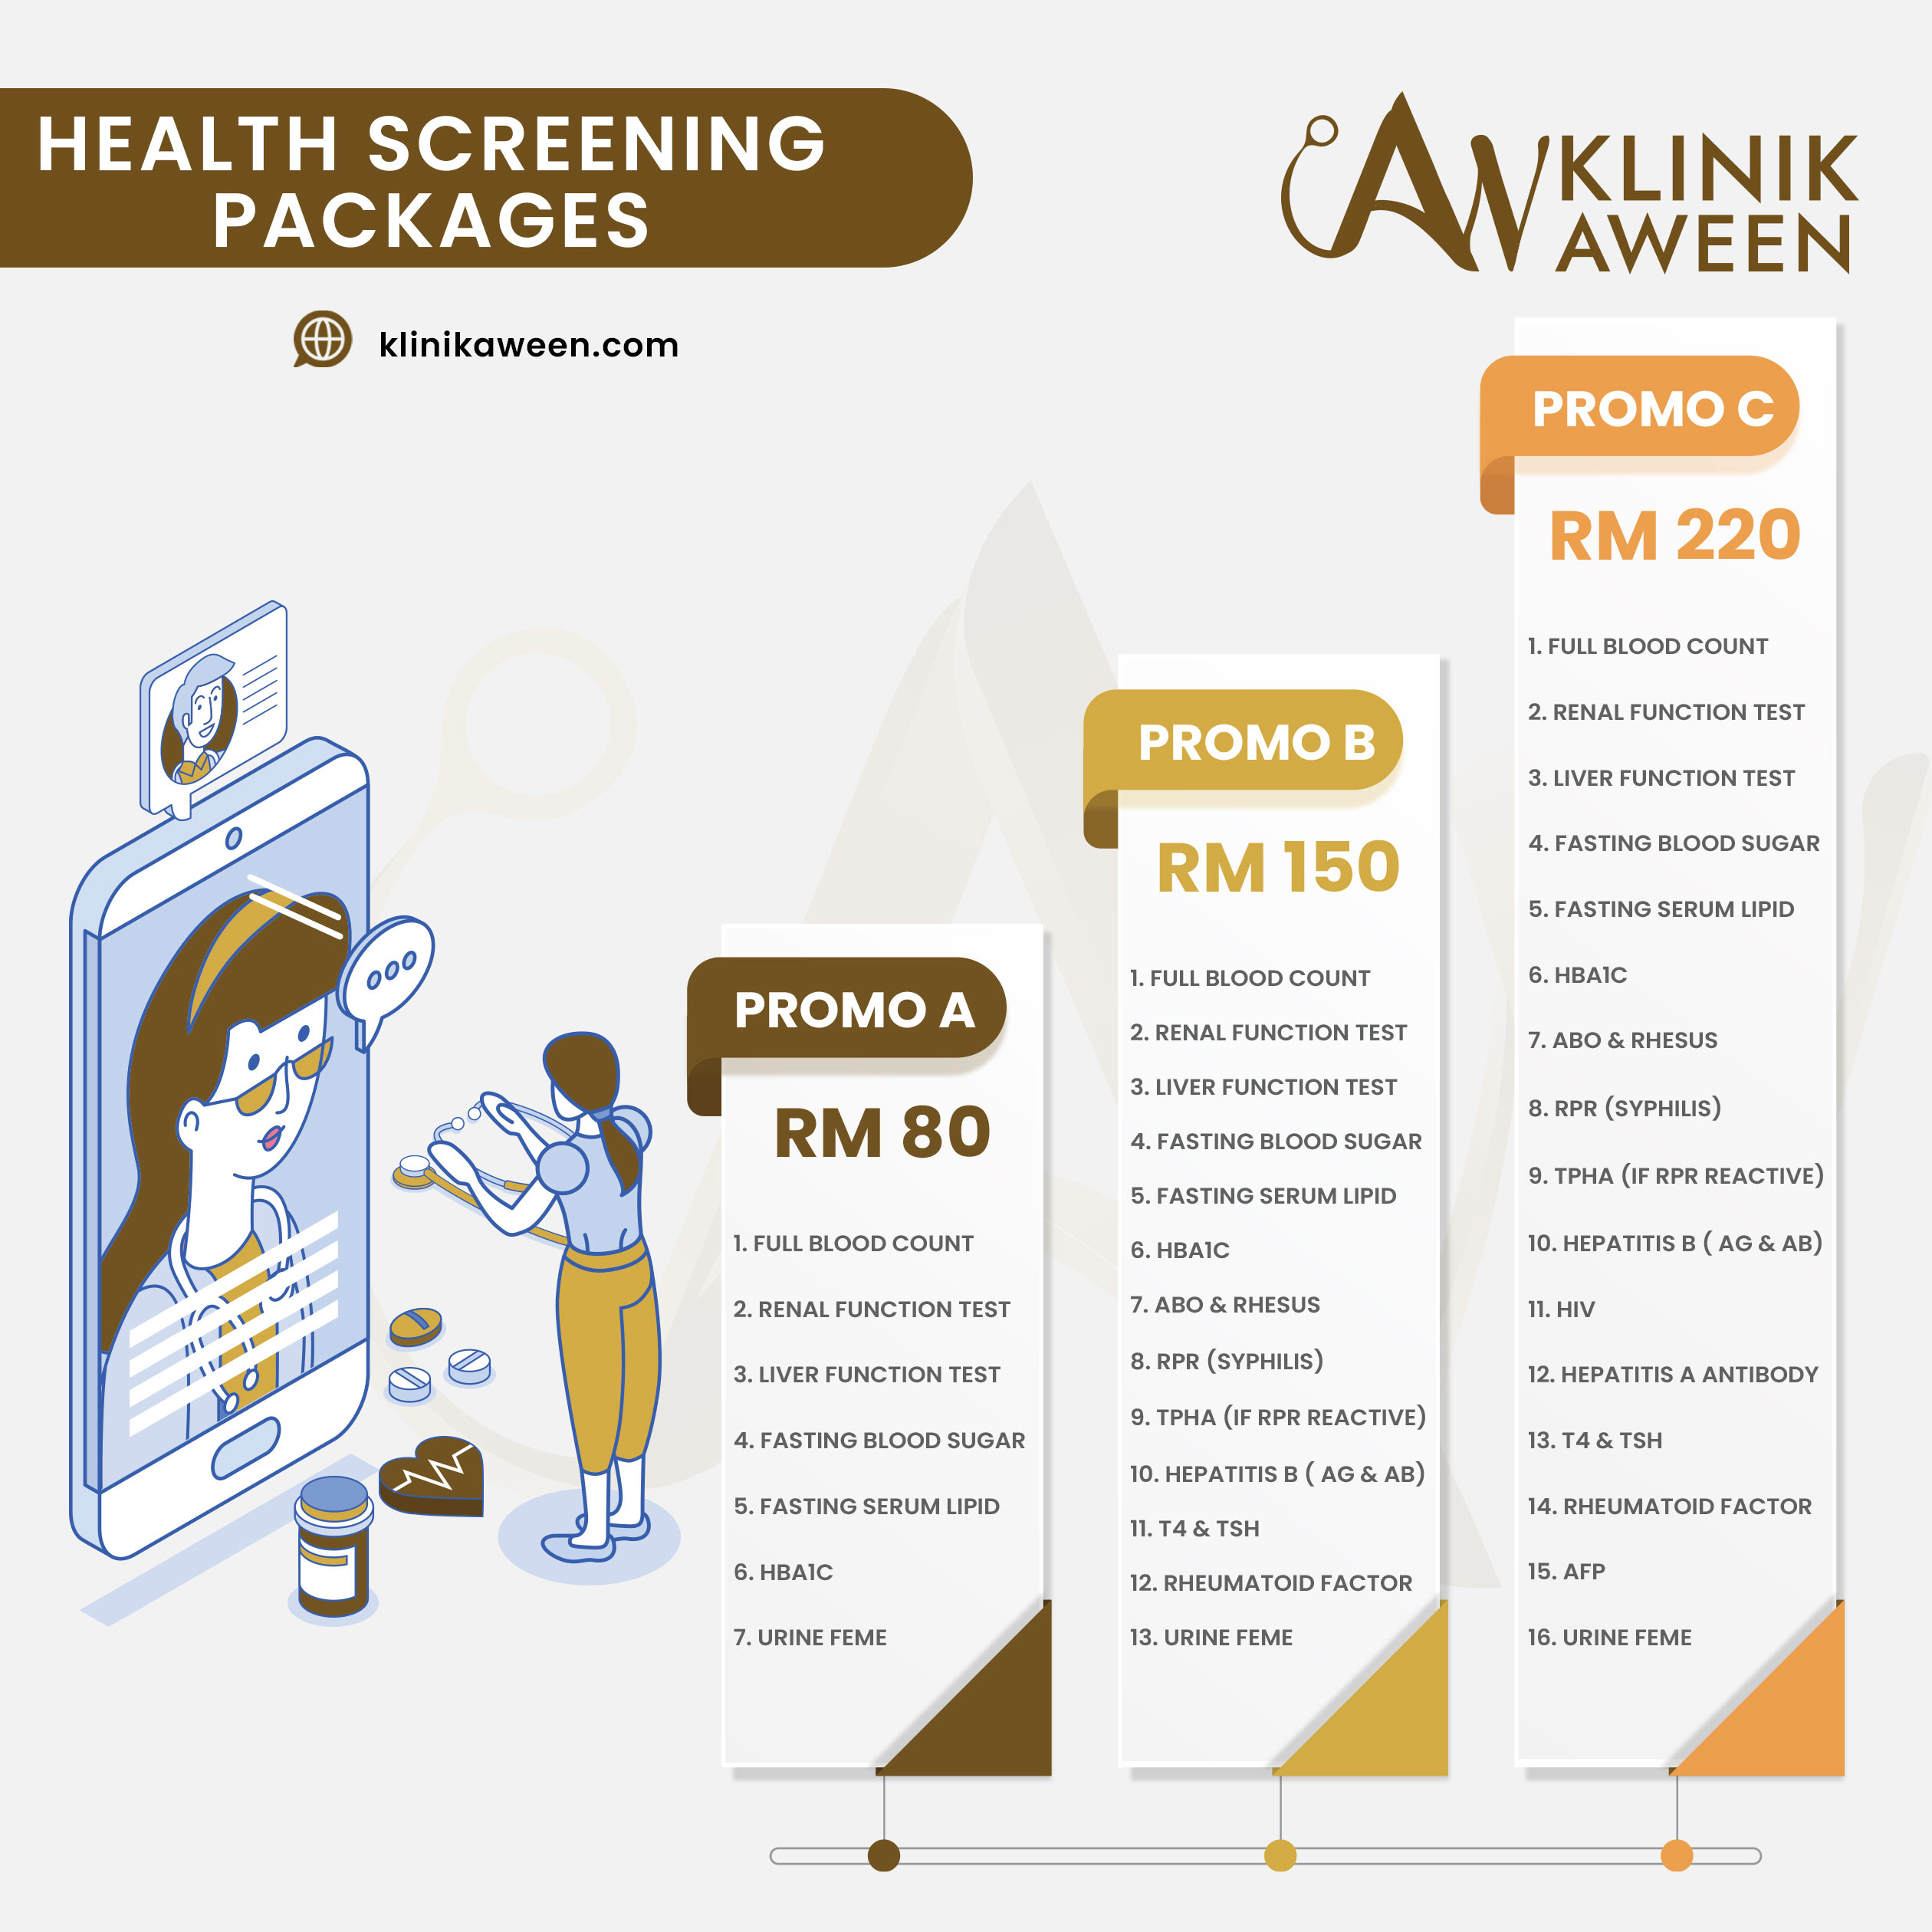 HEALTH SCREENING
PACKAGES
KLINIK
AWEEN
klinikaween.com
PROMO A
RM 80
1. FULL BLOOD COUNT
2. RENAL FUNCTION TEST
3. LIVER FUNCTION TEST
4. FASTING BLOOD SUGAR
5. FASTING SERUM LIPID
6. HBA1C
7. URINE FEME
PROMO B
RM 150
1. FULL BLOOD COUNT
2. RENAL FUNCTION TEST
3. LIVER FUNCTION TEST
4. FASTING BLOOD SUGAR
5. FASTING SERUM LIPID
6. HBA1C
7. ABO & RHESUS
8. RPR (SYPHILIS)
9. TPHA (IF RPR REACTIVE)
10. HEPATITIS B ( AG & AB)
11. T4 & TSH
12. RHEUMATOID FACTOR
13. URINE FEME
PROMO C
RM 220
1. FULL BLOOD COUNT
2. RENAL FUNCTION TEST
3. LIVER FUNCTION TEST
4. FASTING BLOOD SUGAR
5. FASTING SERUM LIPID
6. HBA1C
7. ABO & RHESUS
8. RPR (SYPHILIS)
9. TPHA (IF RPR REACTIVE)
10. HEPATITIS B ( AG & AB)
11. HIV
12. HEPATITIS A ANTIBODY
13. T4 & TSH
14. RHEUMATOID FACTOR
15. AFP
16. URINE FEME